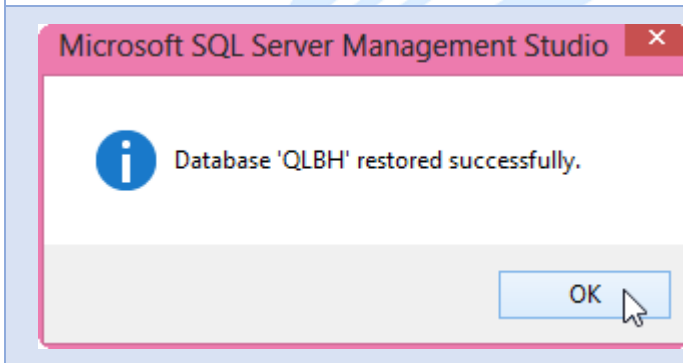 Microsoft SQL Server Management Studio
Database 'QLBH' restored successfully.
OK